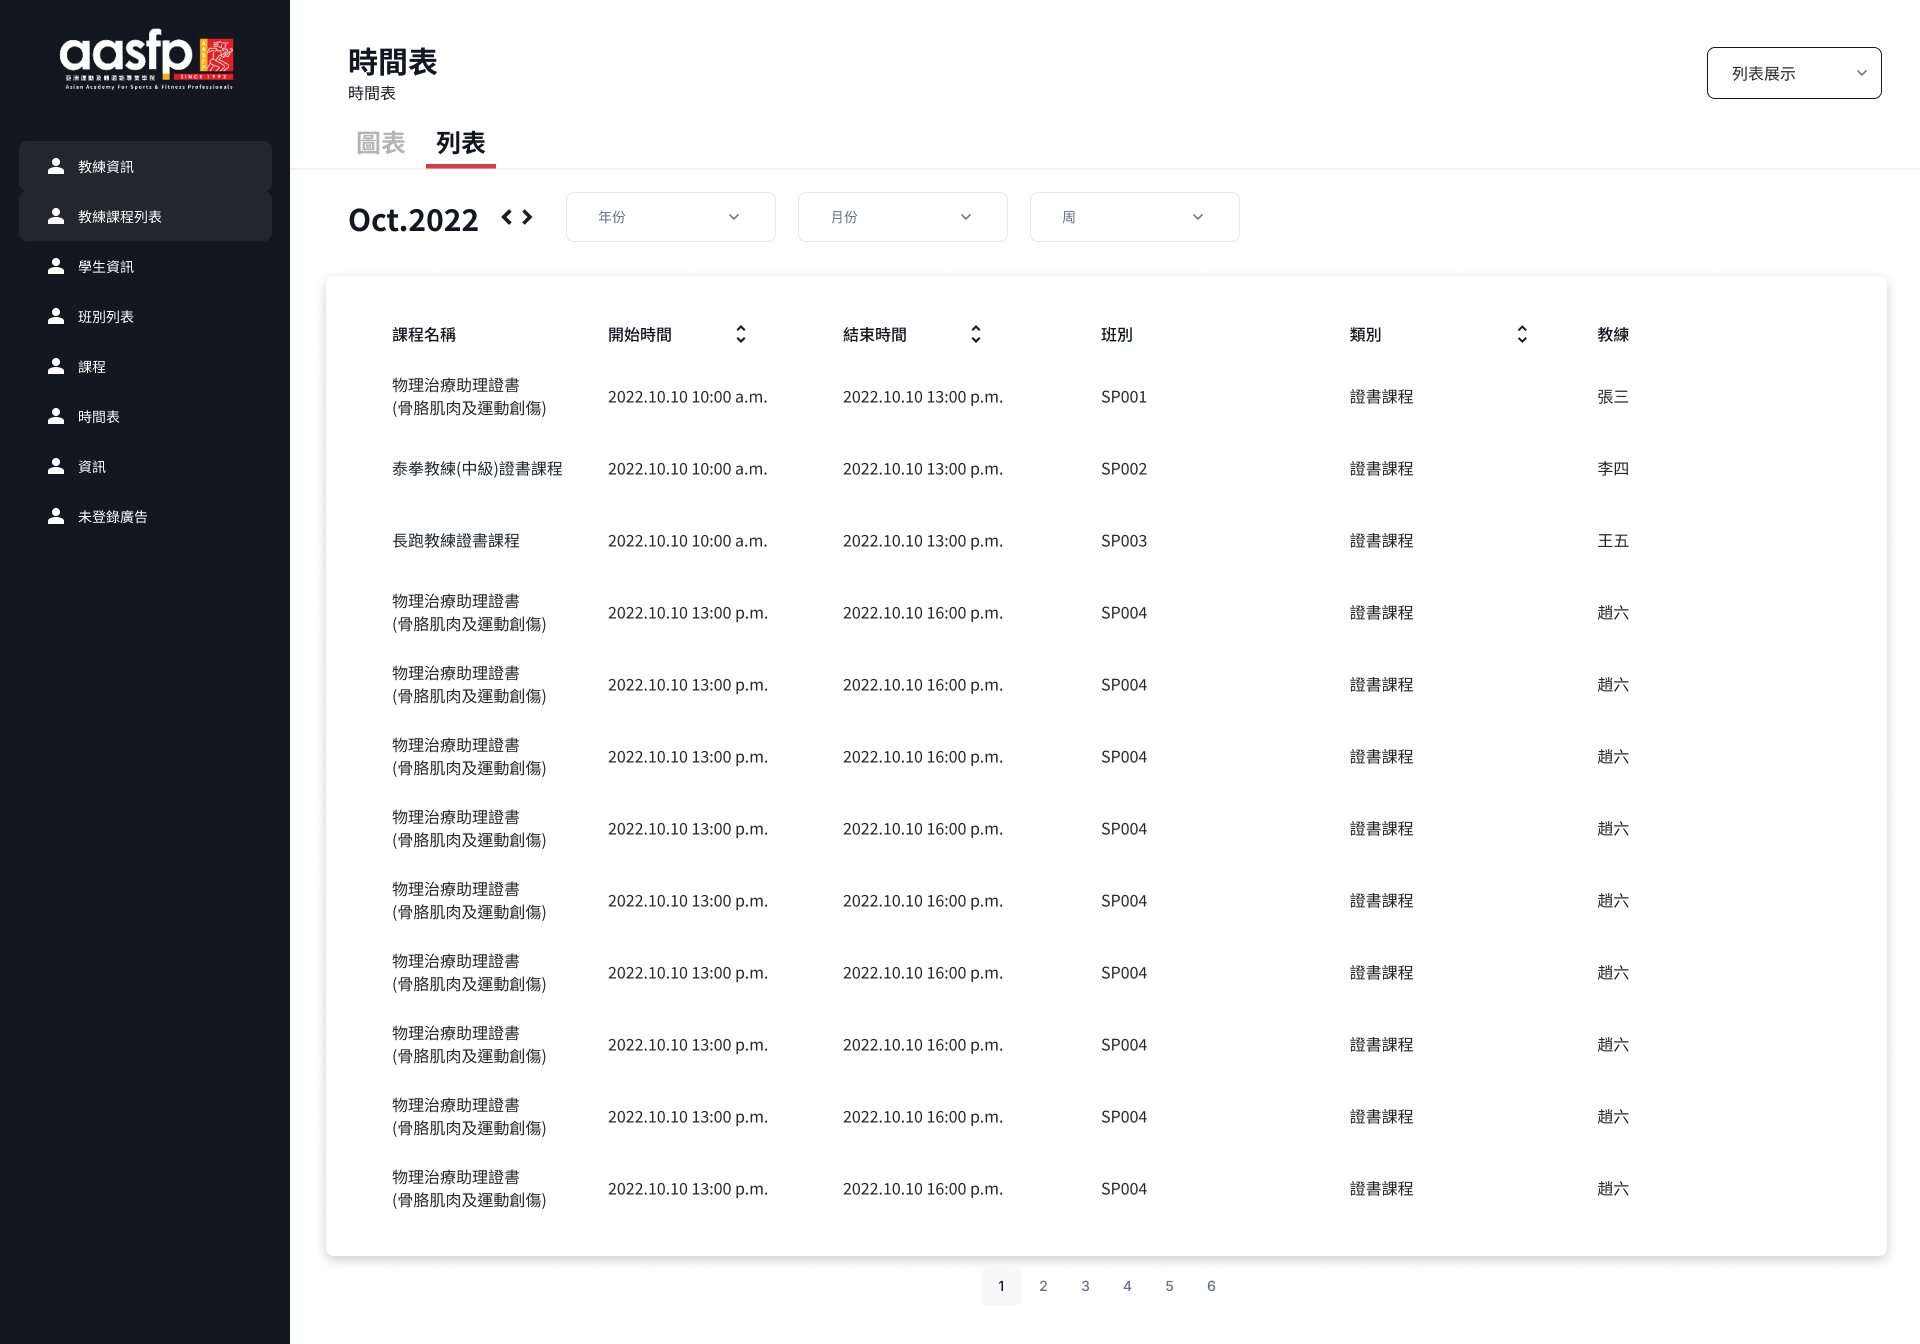 aasfp
亞洲運動及體適能專業學院
SINCE 1992
Asian Academy For Sports & Fitness Professionals
教練資訊
教練課程列表
學生資訊
班別列表
課程
時間表
資訊
未登錄廣告
時間表
時間表
列表展示
圖表 列表
Oct.2022 年份 月份 周
課程名稱 開始時間 結束時間 班別 類別 教練
物理治療助理證書
(骨胳肌肉及運動創傷) 2022.10.10 10:00 a.m. 2022.10.10 13:00 p.m. SP001 證書課程 張三
泰拳教練(中級)證書課程 2022.10.10 10:00 a.m. 2022.10.10 13:00 p.m. SP002 證書課程 李四
長跑教練證書課程 2022.10.10 10:00 a.m. 2022.10.10 13:00 p.m. SP003 證書課程 王五
物理治療助理證書
(骨胳肌肉及運動創傷) 2022.10.10 13:00 p.m. 2022.10.10 16:00 p.m. SP004 證書課程 趙六
物理治療助理證書
(骨胳肌肉及運動創傷) 2022.10.10 13:00 p.m. 2022.10.10 16:00 p.m. SP004 證書課程 趙六
物理治療助理證書
(骨胳肌肉及運動創傷) 2022.10.10 13:00 p.m. 2022.10.10 16:00 p.m. SP004 證書課程 趙六
物理治療助理證書
(骨胳肌肉及運動創傷) 2022.10.10 13:00 p.m. 2022.10.10 16:00 p.m. SP004 證書課程 趙六
物理治療助理證書
(骨胳肌肉及運動創傷) 2022.10.10 13:00 p.m. 2022.10.10 16:00 p.m. SP004 證書課程 趙六
物理治療助理證書
(骨胳肌肉及運動創傷) 2022.10.10 13:00 p.m. 2022.10.10 16:00 p.m. SP004 證書課程 趙六
物理治療助理證書
(骨胳肌肉及運動創傷) 2022.10.10 13:00 p.m. 2022.10.10 16:00 p.m. SP004 證書課程 趙六
物理治療助理證書
(骨胳肌肉及運動創傷) 2022.10.10 13:00 p.m. 2022.10.10 16:00 p.m. SP004 證書課程 趙六
物理治療助理證書
(骨胳肌肉及運動創傷) 2022.10.10 13:00 p.m. 2022.10.10 16:00 p.m. SP004 證書課程 趙六
1 2 3 4 5 6